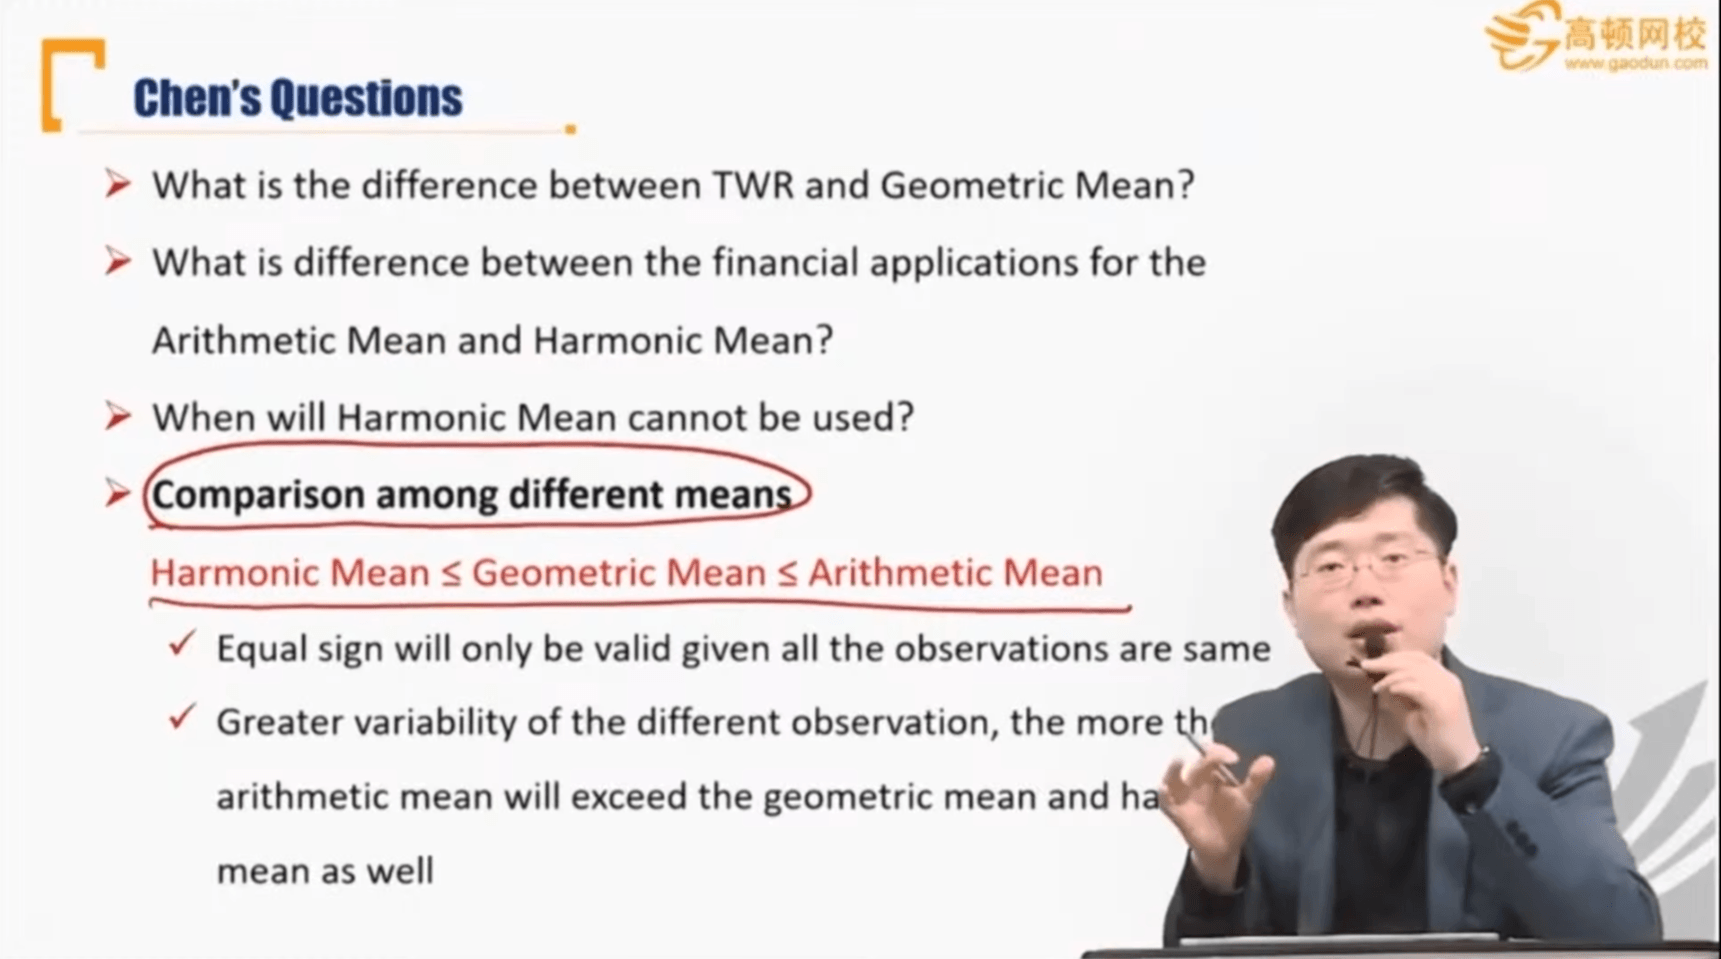 高顿网校
www.gaodun.com
Chen's Questions
What is the difference between TWR and Geometric Mean?
What is difference between the financial applications for the
Arithmetic Mean and Harmonic Mean?
When will Harmonic Mean cannot be used?
Comparison among different means
Harmonic Mean ≤ Geometric Mean ≤ Arithmetic Mean
Equal sign will only be valid given all the observations are same
Greater variability of the different observation, the more
arithmetic mean will exceed the geometric mean and
mean as well